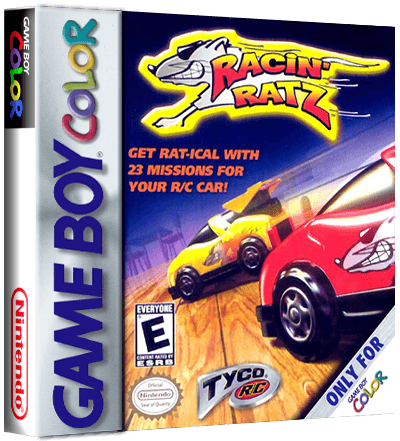 GAME BOY
COLOR
Nintendo
GAME BOY COLOR
RACIN'
RATZ
GET RAT-ICAL WITH
23 MISSIONS FOR
YOUR R/C CAR!
EVERYONE
E
CONTENT RATED BY
ESRB
Official
Nintendo
Seal of Quality
TYCO
R/C
ONLY FOR
GAME BOY
COLOR